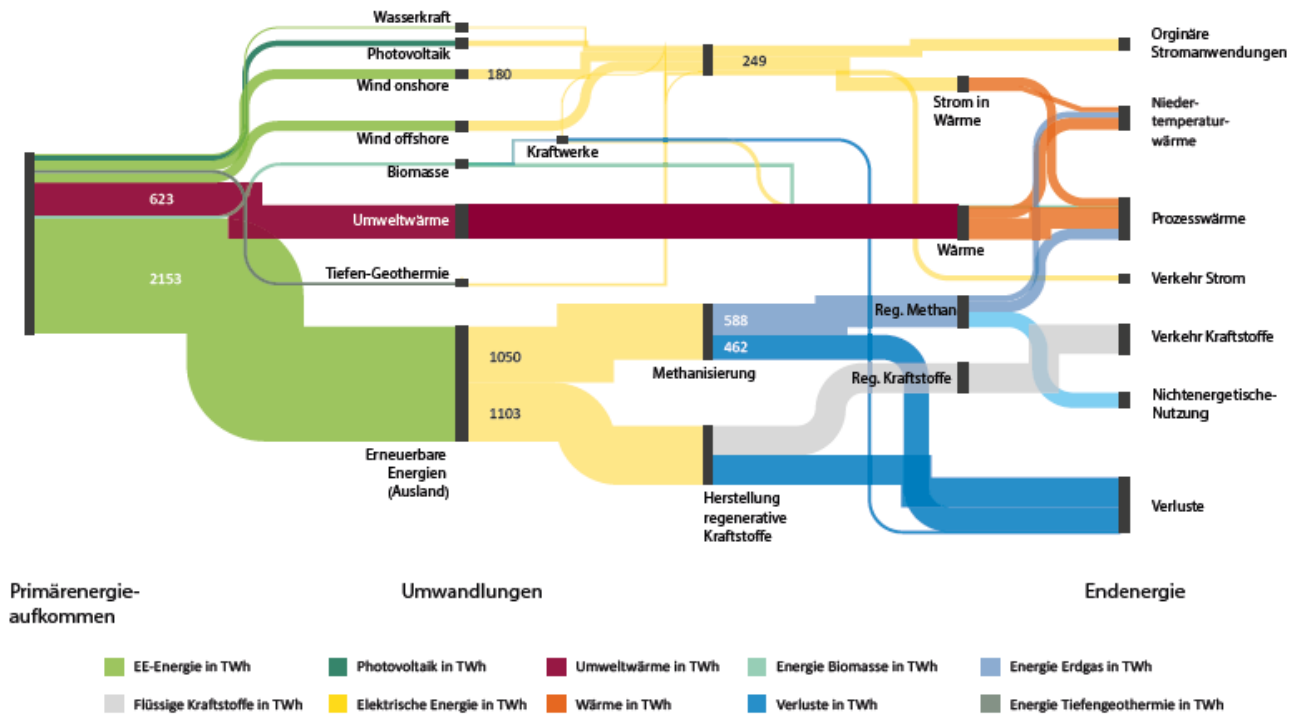 Wasserkraft
Photovoltaik
180
Wind onshore
Wind offshore
Biomasse
Kraftwerke
249
Strom in
Wärme
Orginäre
Stromanwendungen
Nieder-
temperatur-
wärme
623
Umweltwärme
Wärme
Prozesswärme
2153
Tiefen-Geothermie
Verkehr Strom
588
462
Reg. Methan
1050
Methanisierung
Reg. Kraftstoffe
Verkehr Kraftstoffe
1103
Nichtenergetische-
Nutzung
Erneuerbare
Energien
(Ausland)
Herstellung
regenerative
Kraftstoffe
Verluste
Primärenergie-
aufkommen
Umwandlungen
Endenergie
EE-Energie in TWh
Photovoltaik in TWh
Umweltwärme in TWh
Energie Biomasse in TWh
Energie Erdgas in TWh
Flüssige Kraftstoffe in TWh
Elektrische Energie in TWh
Wärme in TWh
Verluste in TWh
Energie Tiefengeothermie in TWh